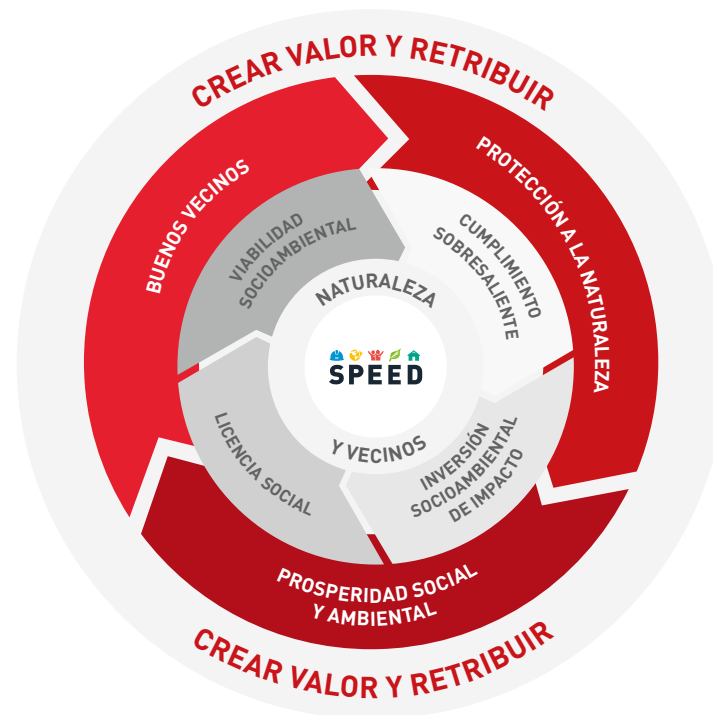 CREAR VALOR Y RETRIBUIR
BUENOS VECINOS
PROTECCIÓN A LA NATURALEZA
VIABILIDAD
SOCIOAMBIENTAL
CUMPLIMIENTO
SOBRESALIENTE
NATURALEZA
SPEED
Y VECINOS
LICENCIA SOCIAL
INVERSIÓN
SOCIOAMBIENTAL
DE IMPACTO
PROSPERIDAD SOCIAL
Y AMBIENTAL
CREAR VALOR Y RETRIBUIR